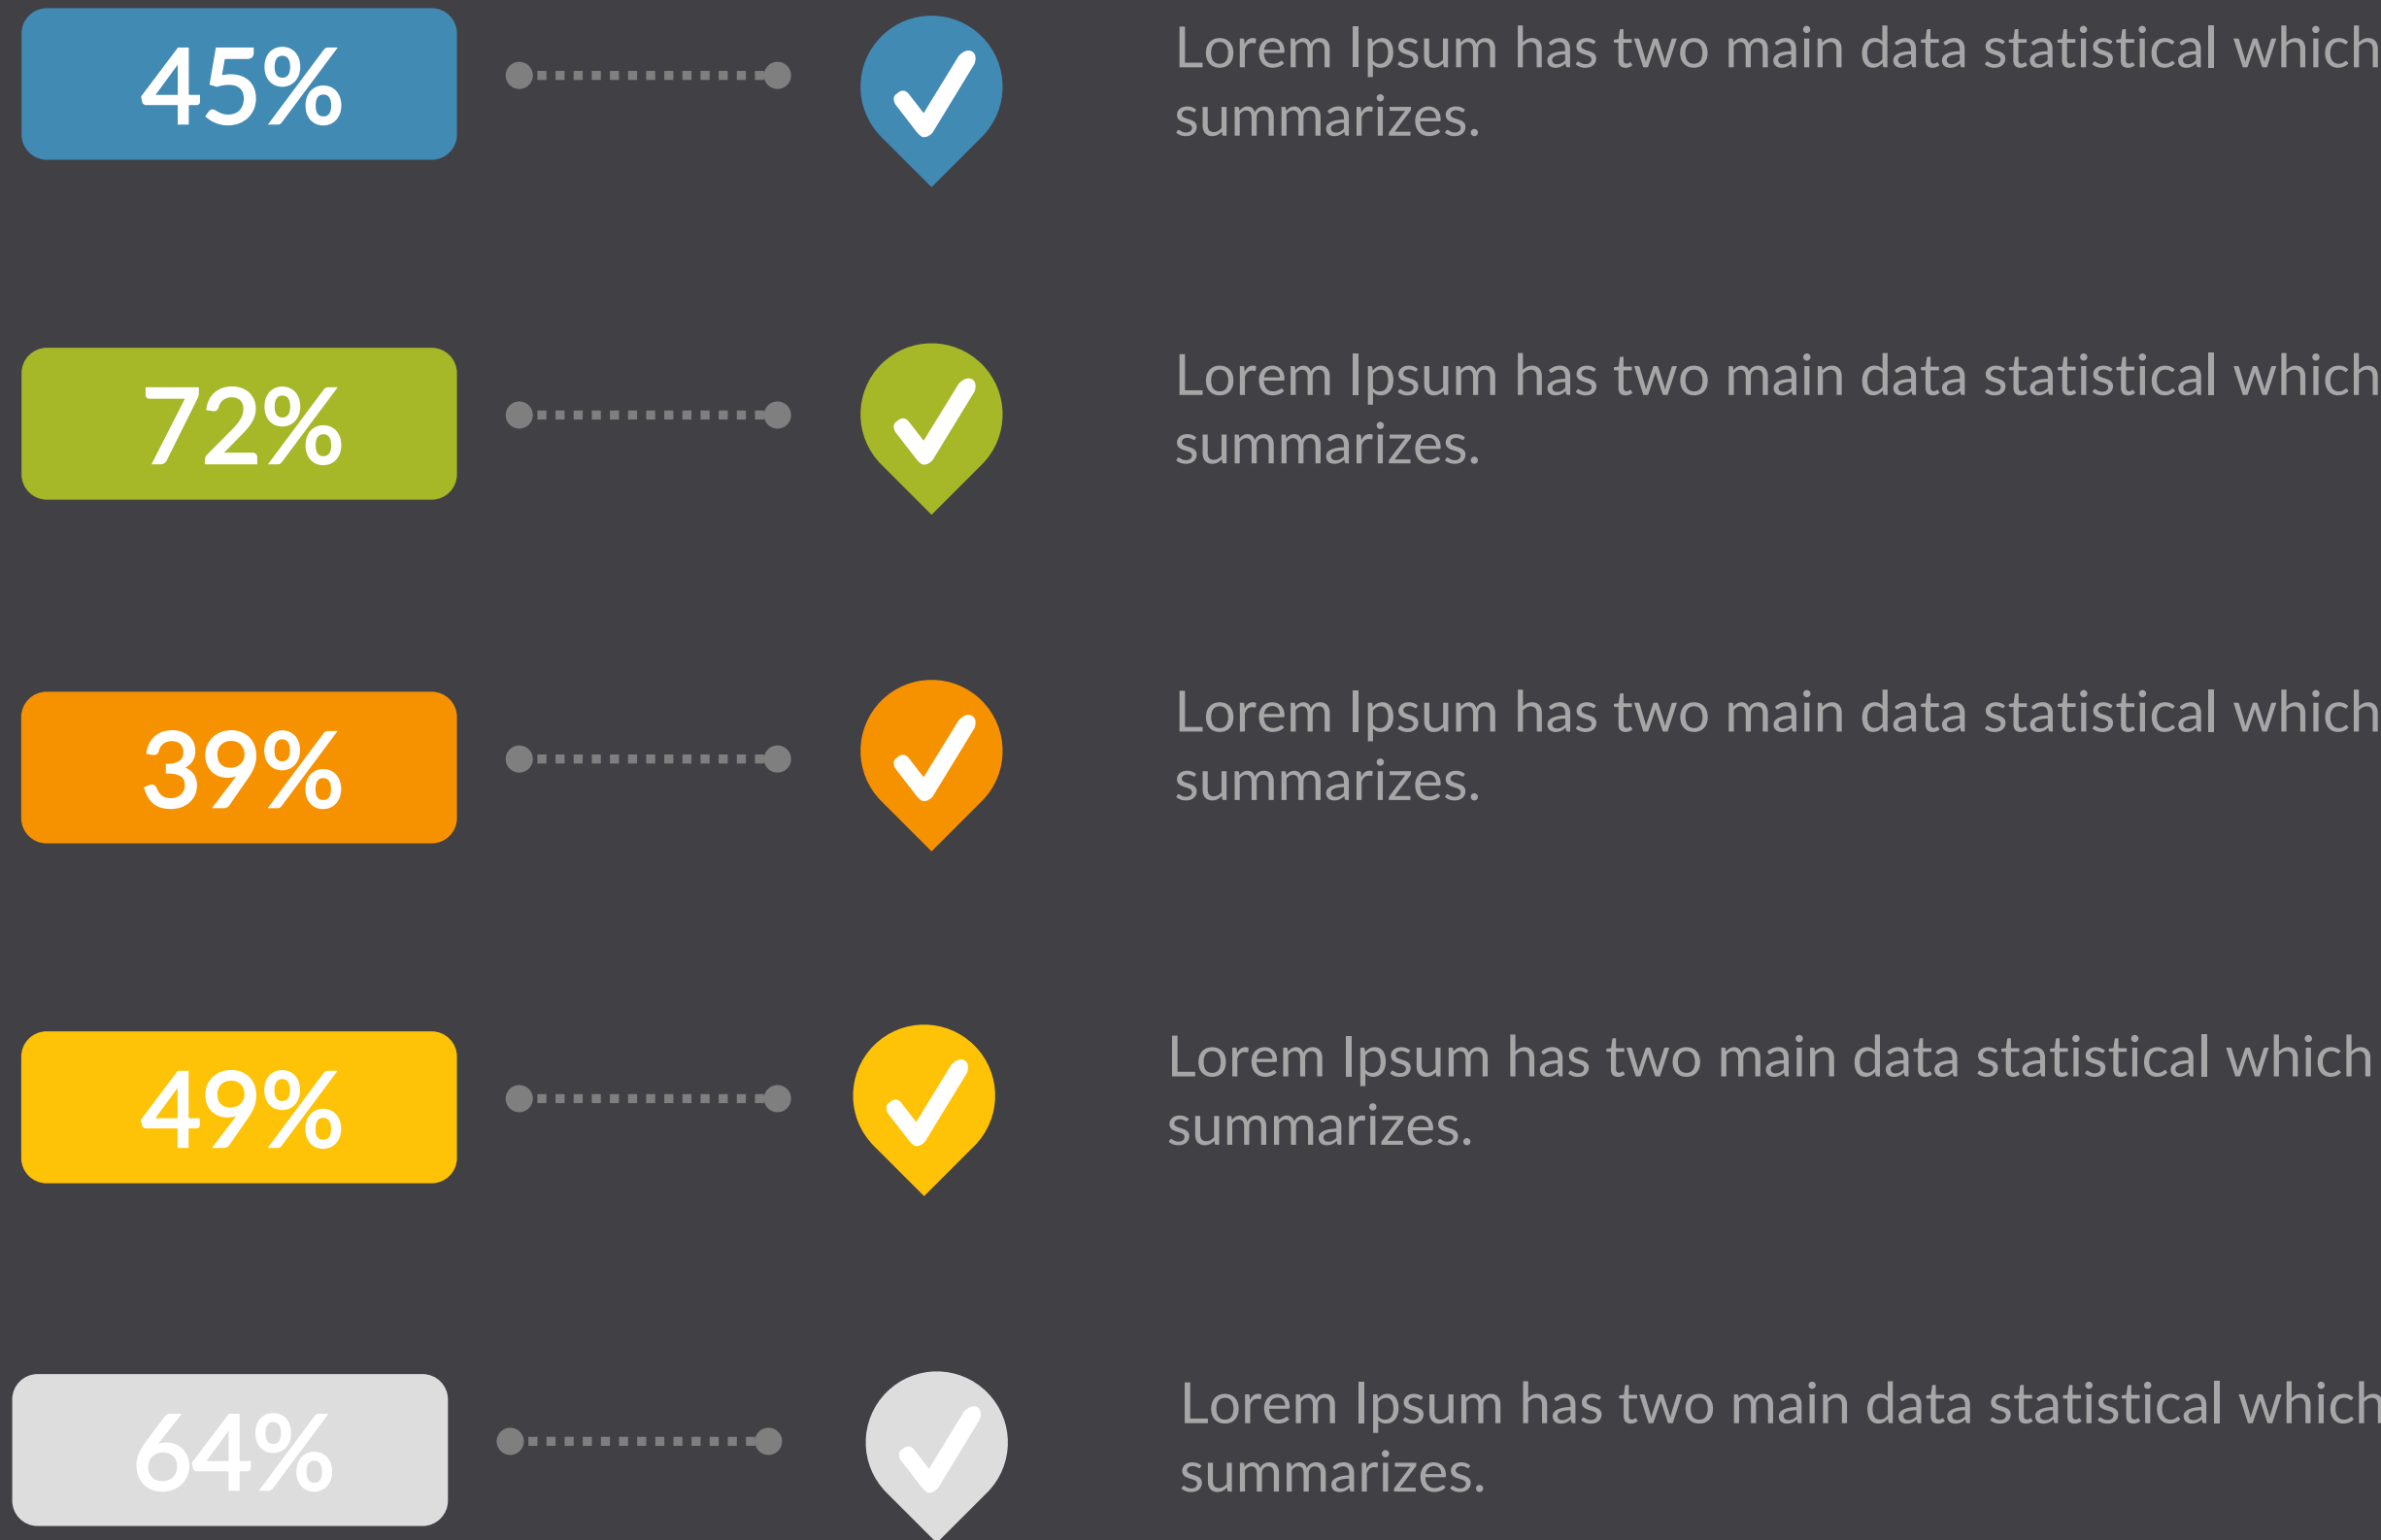 45%
Lorem Ipsum has two main data statistical which
summarizes.
72%
Lorem Ipsum has two main data statistical which
summarizes.
39%
Lorem Ipsum has two main data statistical which
summarizes.
49%
Lorem Ipsum has two main data statistical which
summarizes.
64%
Lorem Ipsum has two main data statistical which
summarizes.